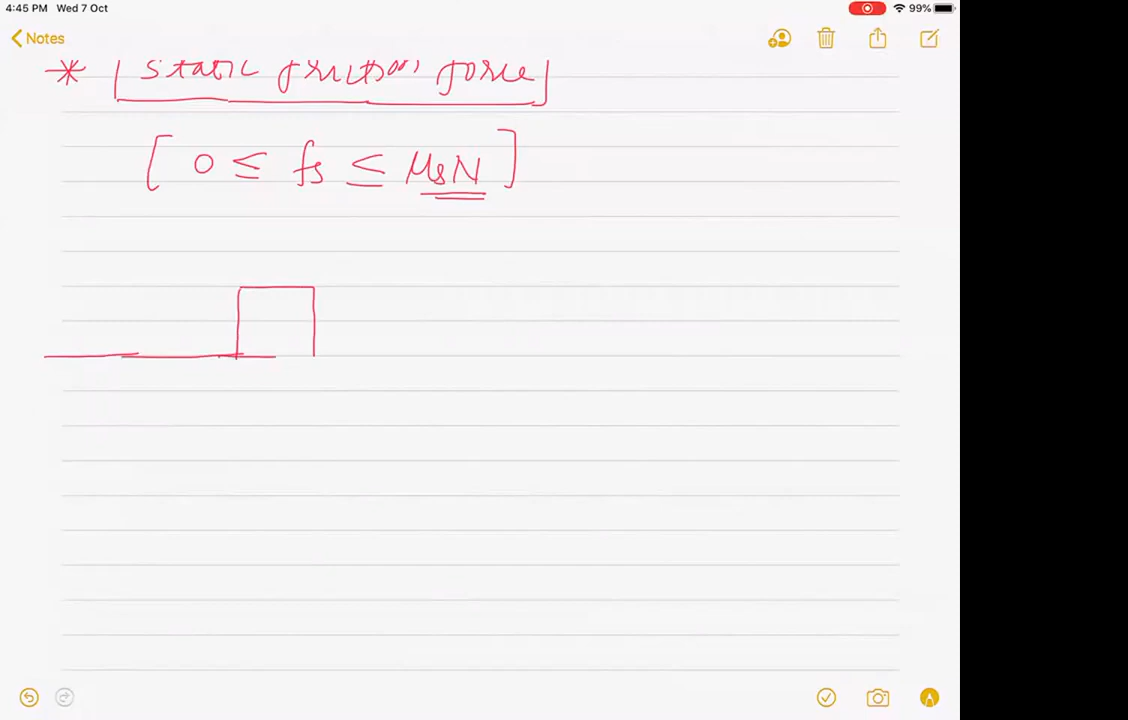 4:45 PM Wed 7 Oct
99%
Notes
* static friction force
[ 0 ≤ fs ≤ μsN ]